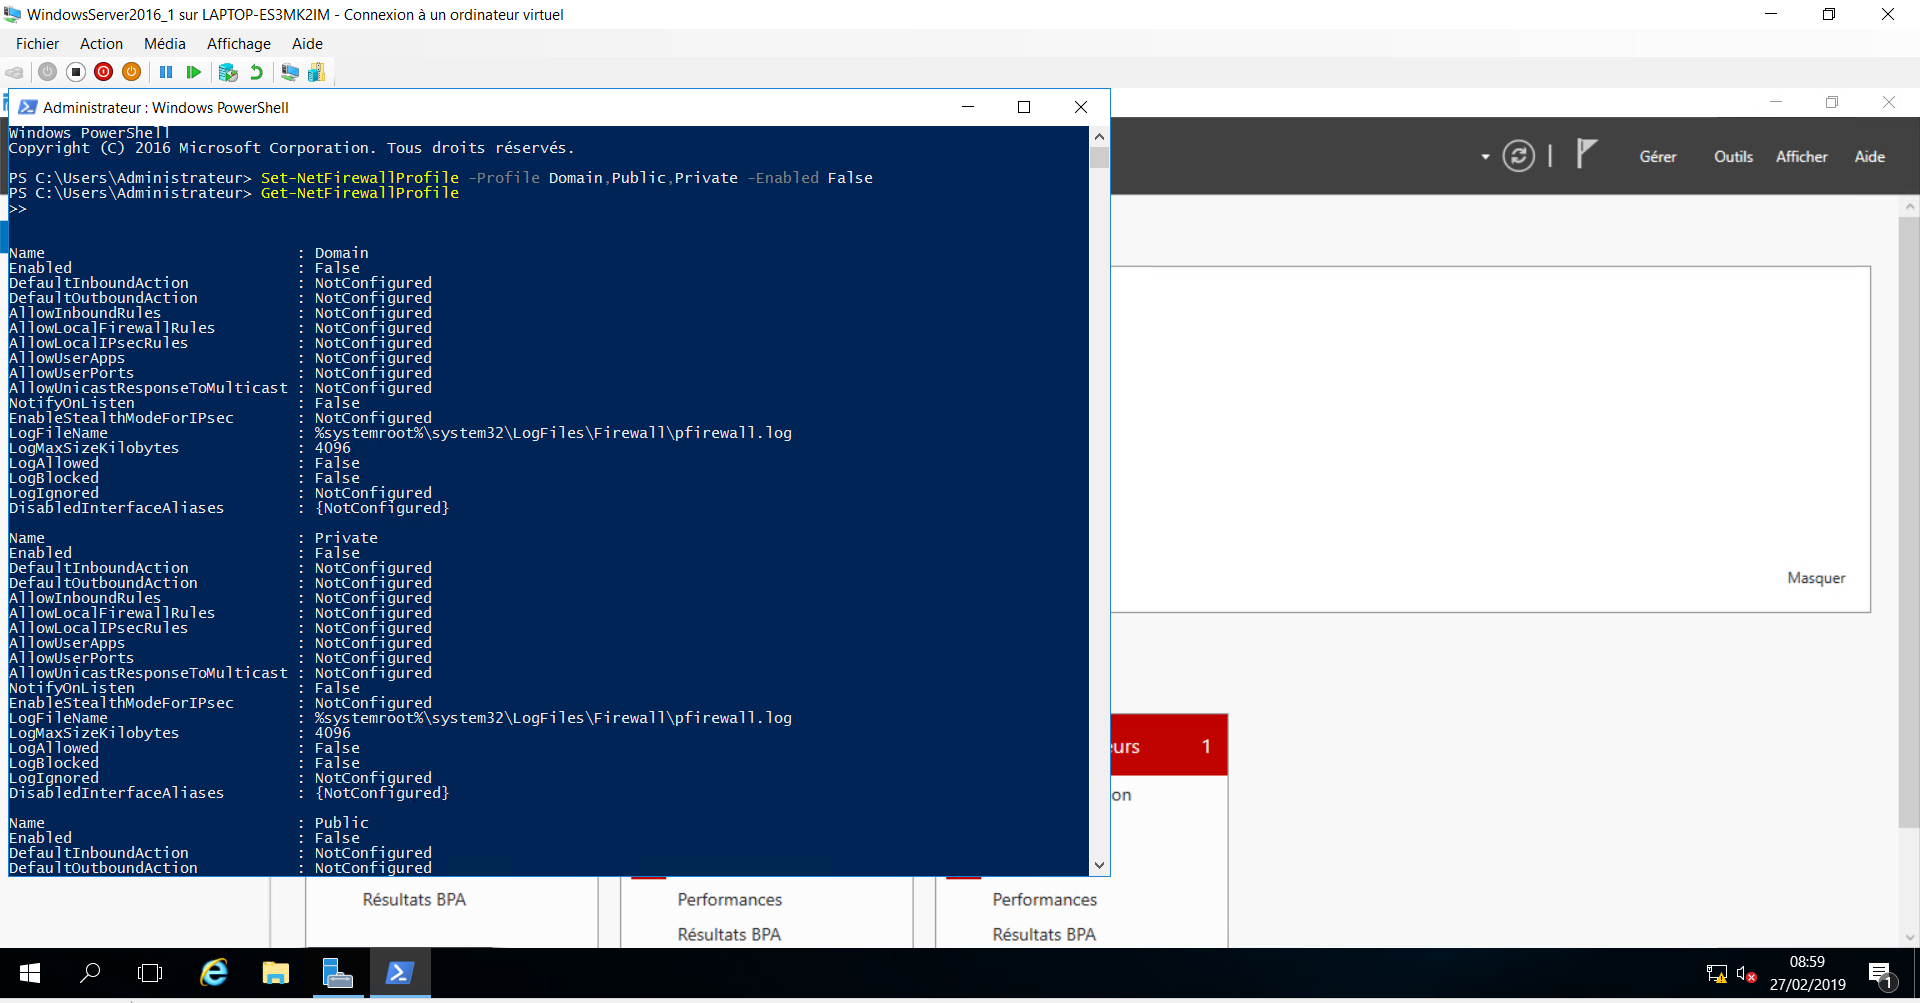 WindowsServer2016_1 sur LAPTOP-ES3MK2IM - Connexion à un ordinateur virtuel
Fichier Action Média Affichage Aide
Administrateur : Windows PowerShell
Gérer Outils Afficher Aide
Windows PowerShell
Copyright (C) 2016 Microsoft Corporation. Tous droits réservés.
PS C:\Users\Administrateur> Set-NetFirewallProfile -Profile Domain,Public,Private -Enabled False
PS C:\Users\Administrateur> Get-NetFirewallProfile
>>
Name : Domain
Enabled : False
DefaultInboundAction : NotConfigured
DefaultOutboundAction : NotConfigured
AllowInboundRules : NotConfigured
AllowLocalFirewallRules : NotConfigured
AllowLocalIPsecRules : NotConfigured
AllowUserApps : NotConfigured
AllowUserPorts : NotConfigured
AllowUnicastResponseToMulticast : NotConfigured
NotifyOnListen : False
EnableStealthModeForIPsec : NotConfigured
LogFileName : %systemroot%\system32\LogFiles\Firewall\pfirewall.log
LogMaxSizeKilobytes : 4096
LogAllowed : False
LogBlocked : False
LogIgnored : NotConfigured
DisabledInterfaceAliases : {NotConfigured}
Name : Private
Enabled : False
DefaultInboundAction : NotConfigured
DefaultOutboundAction : NotConfigured
AllowInboundRules : NotConfigured
AllowLocalFirewallRules : NotConfigured
AllowLocalIPsecRules : NotConfigured
AllowUserApps : NotConfigured
AllowUserPorts : NotConfigured
AllowUnicastResponseToMulticast : NotConfigured
NotifyOnListen : False
EnableStealthModeForIPsec : NotConfigured
LogFileName : %systemroot%\system32\LogFiles\Firewall\pfirewall.log
LogMaxSizeKilobytes : 4096
LogAllowed : False
LogBlocked : False
LogIgnored : NotConfigured
DisabledInterfaceAliases : {NotConfigured}
Name : Public
Enabled : False
DefaultInboundAction : NotConfigured
DefaultOutboundAction : NotConfigured
Masquer
urs 1
on
Résultats BPA Performances Performances
Résultats BPA Résultats BPA
08:59
27/02/2019
1